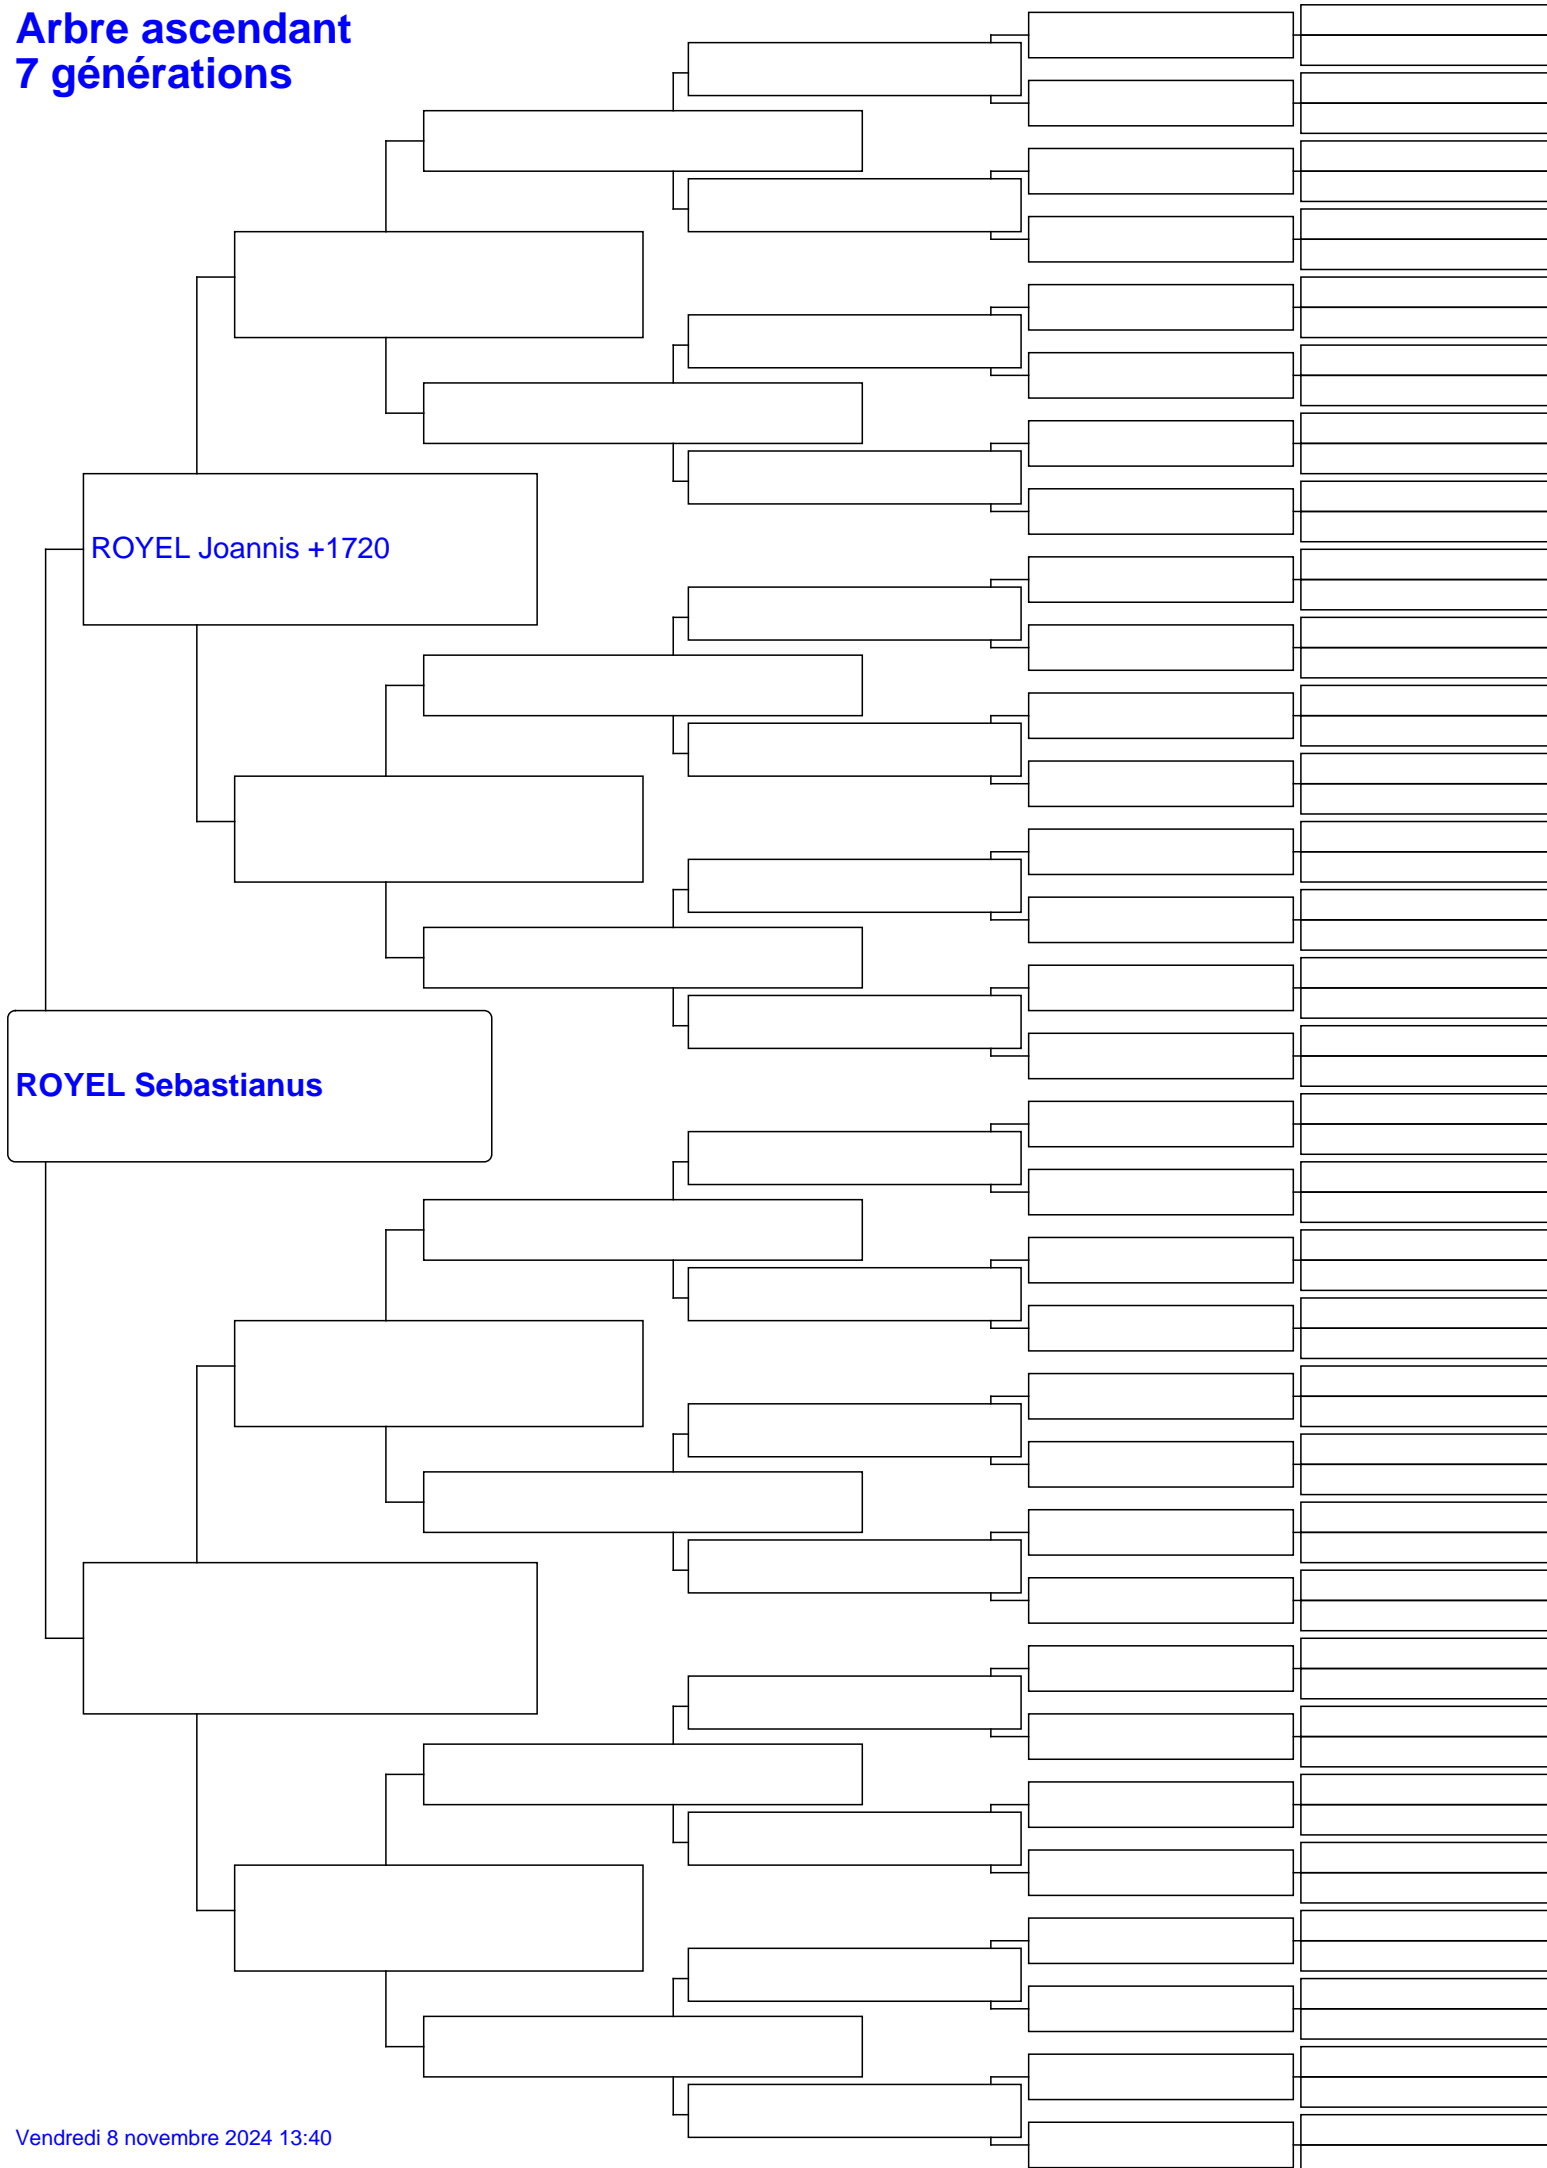 Arbre ascendant
7 générations
ROYEL Joannis +1720
ROYEL Sebastianus
Vendredi 8 novembre 2024 13:40